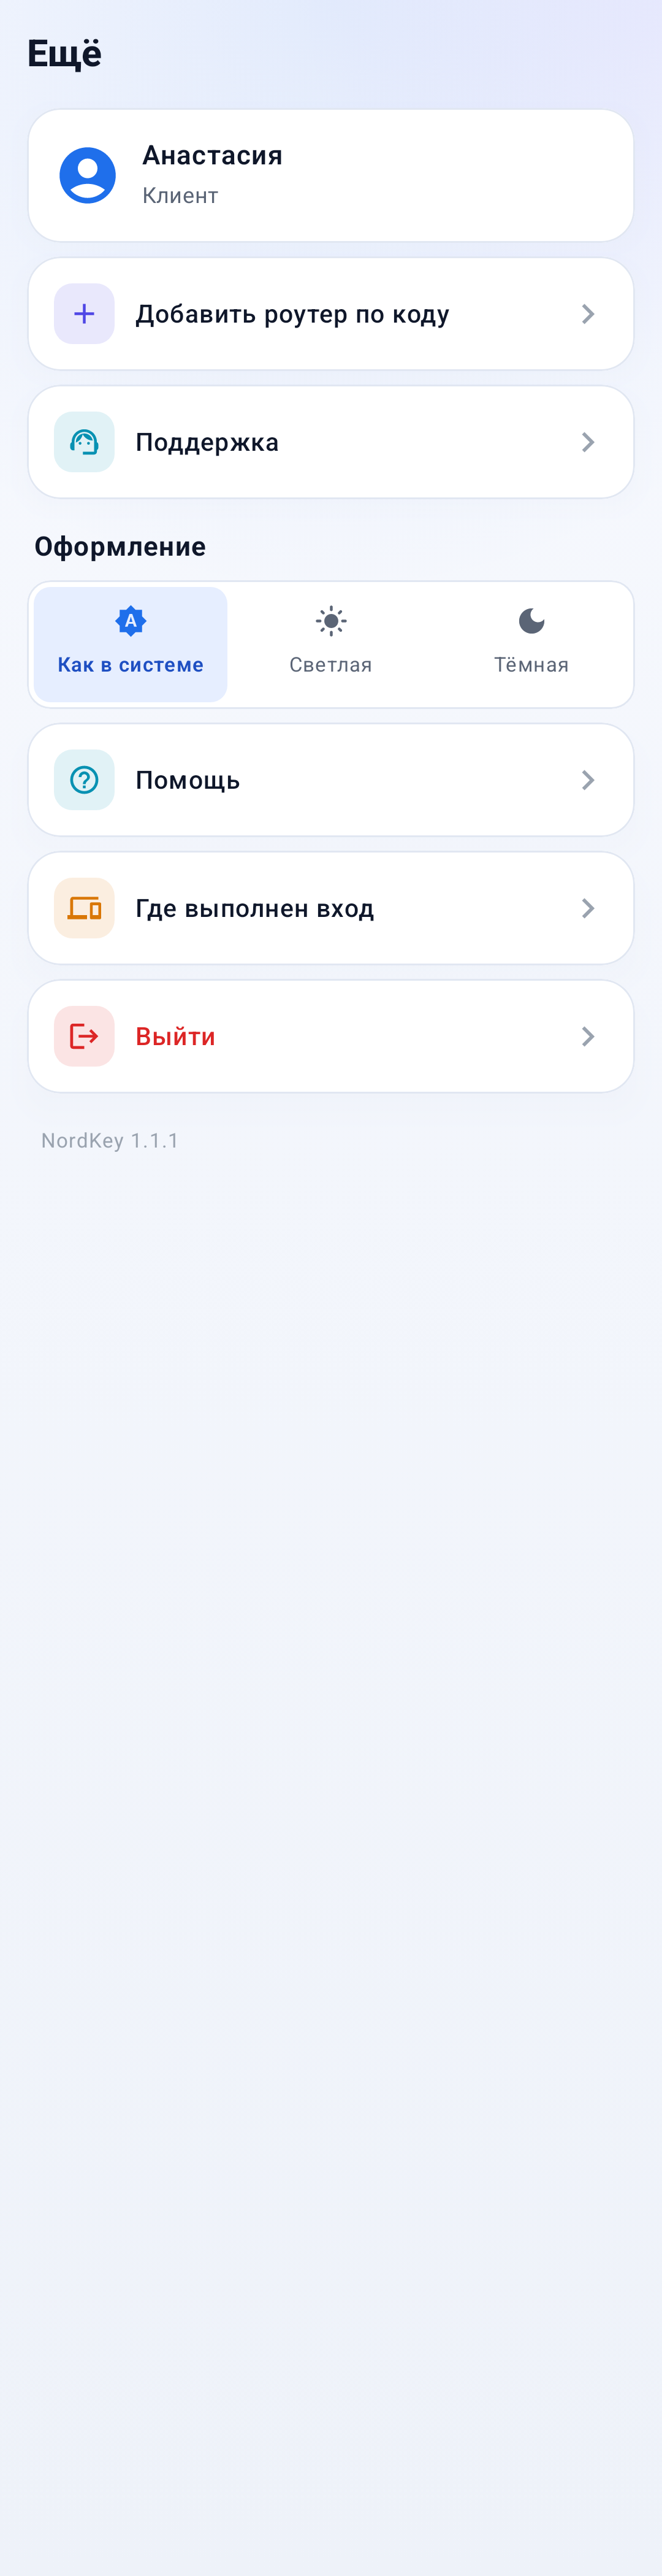 Ещё
Анастасия
Клиент
Добавить роутер по коду
Поддержка
Оформление
A
Как в системе
Светлая
Тёмная
Помощь
Где выполнен вход
Выйти
NordKey 1.1.1